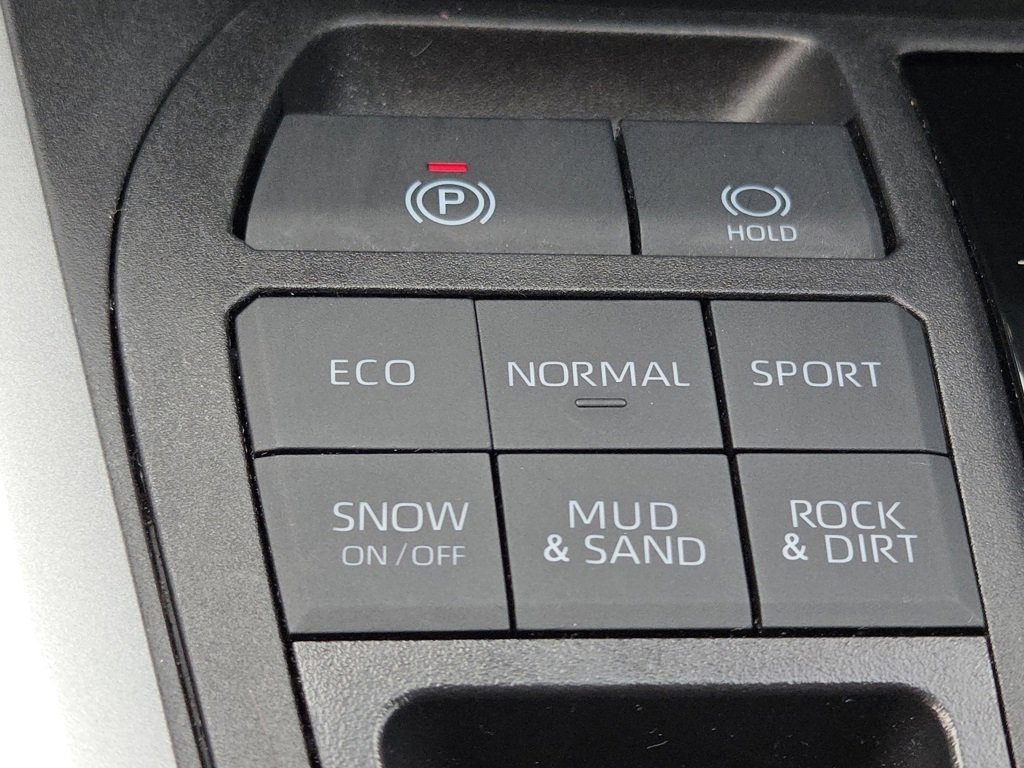 P
HOLD
ECO
NORMAL
SPORT
SNOW
ON/OFF
MUD
& SAND
ROCK
& DIRT